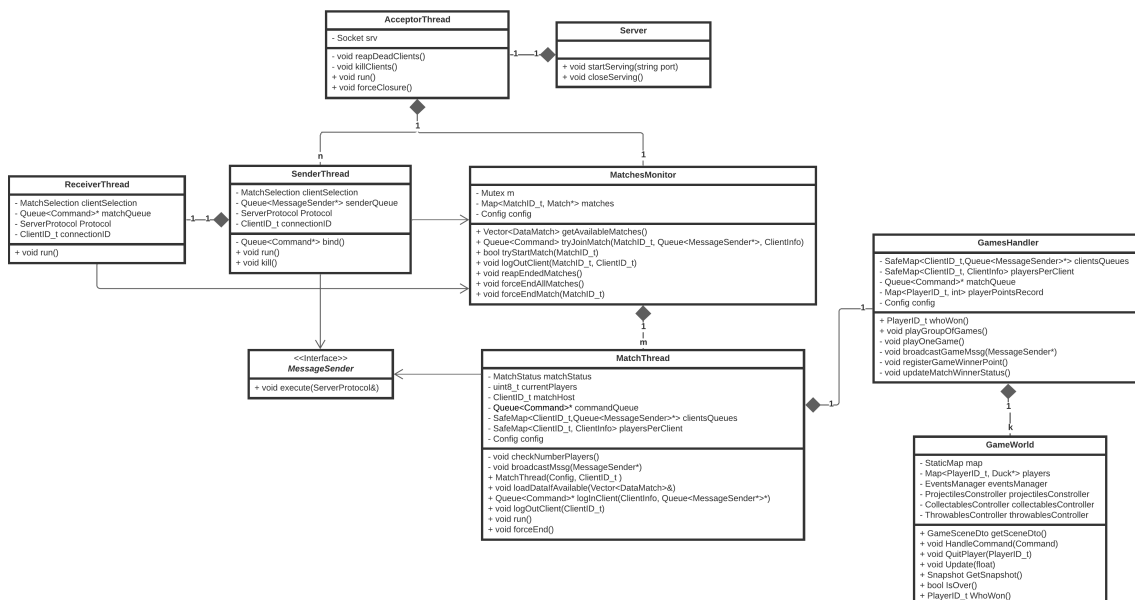 AcceptorThread
- Socket srv
- void reapDeadClients()
- void killClients()
+ void run()
+ void forceClosure()
1
1
Server
+ void startServing(string port)
+ void closeServing()
1
n
1
ReceiverThread
- MatchSelection clientSelection
- Queue<Command>* matchQueue
- ServerProtocol Protocol
- ClientID_t connectionID
+ void run()
1
1
SenderThread
- MatchSelection clientSelection
- Queue<MessageSender*> senderQueue
- ServerProtocol Protocol
- ClientID_t connectionID
- Queue<Command*> bind()
+ void run()
+ void kill()
MatchesMonitor
- Mutex m
- Map<MatchID_t, Match*> matches
- Config config
+ Vector<DataMatch> getAvailableMatches()
+ Queue<Command> tryJoinMatch(MatchID_t, Queue<MessageSender*>, ClientInfo)
+ bool tryStartMatch(MatchID_t)
+ void logOutClient(MatchID_t, ClientID_t)
+ void reapEndedMatches()
+ void forceEndAllMatches()
+ void forceEndMatch(MatchID_t)
1
m
<<Interface>>
MessageSender
+ void execute(ServerProtocol&)
MatchThread
- MatchStatus matchStatus
- uint8_t currentPlayers
- ClientID_t matchHost
- Queue<Command>* commandQueue
- SafeMap<ClientID_t,Queue<MessageSender*>*> clientsQueues
- SafeMap<ClientID_t, ClientInfo> playersPerClient
- Config config
- void checkNumberPlayers()
- void broadcastMssg(MessageSender*)
+ MatchThread(Config, ClientID_t )
+ void loadDataIfAvailable(Vector<DataMatch>&)
+ Queue<Command>* logInClient(ClientInfo, Queue<MessageSender*>*)
+ void logOutClient(ClientID_t)
+ void run()
+ void forceEnd()
1
1
GamesHandler
- SafeMap<ClientID_t,Queue<MessageSender*>*> clientsQueues
- SafeMap<ClientID_t, ClientInfo> playersPerClient
- Queue<Command>* matchQueue
- Map<PlayerID_t, int> playerPointsRecord
- Config config
+ PlayerID_t whoWon()
+ void playGroupOfGames()
- void playOneGame()
- void broadcastGameMssg(MessageSender*)
- void registerGameWinnerPoint()
- void updateMatchWinnerStatus()
1
k
GameWorld
- StaticMap map
- Map<PlayerID_t, Duck*> players
- EventsManager eventsManager
- ProjectilesConstroller projectilesConstroller
- CollectablesController collectablesController
- ThrowablesController throwablesController
+ GameSceneDto getSceneDto()
+ void HandleCommand(Command)
+ void QuitPlayer(PlayerID_t)
+ void Update(float)
+ Snapshot GetSnapshot()
+ bool IsOver()
+ PlayerID_t WhoWon()